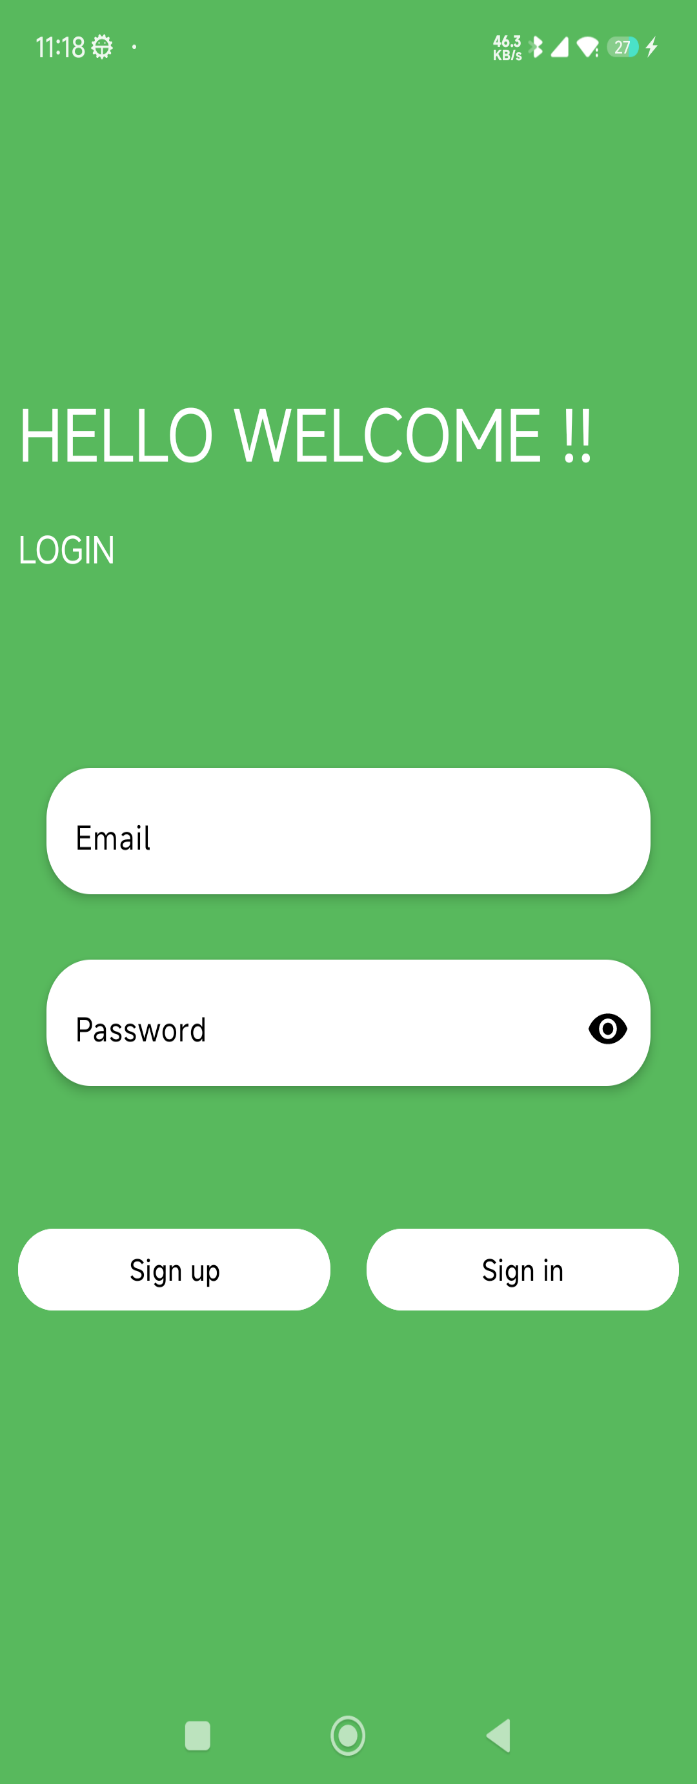 11:18
46.3
KB/s
27
HELLO WELCOME !!
LOGIN
Email
Password
Sign up
Sign in